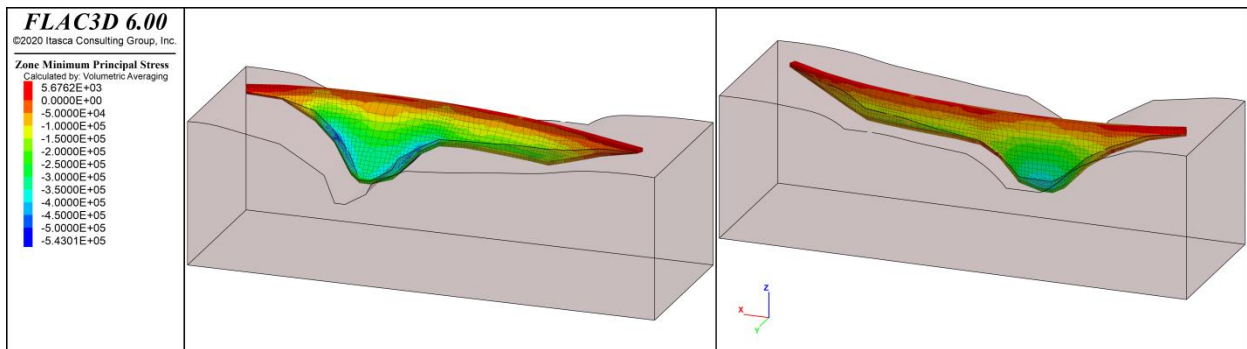 FLAC3D 6.00
©2020 Itasca Consulting Group, Inc.
Zone Minimum Principal Stress
Calculated by: Volumetric Averaging
5.6762E+03
0.0000E+00
-5.0000E+04
-1.0000E+05
-1.5000E+05
-2.0000E+05
-2.5000E+05
-3.0000E+05
-3.5000E+05
-4.0000E+05
-4.5000E+05
-5.0000E+05
-5.4301E+05
Z
X
Y